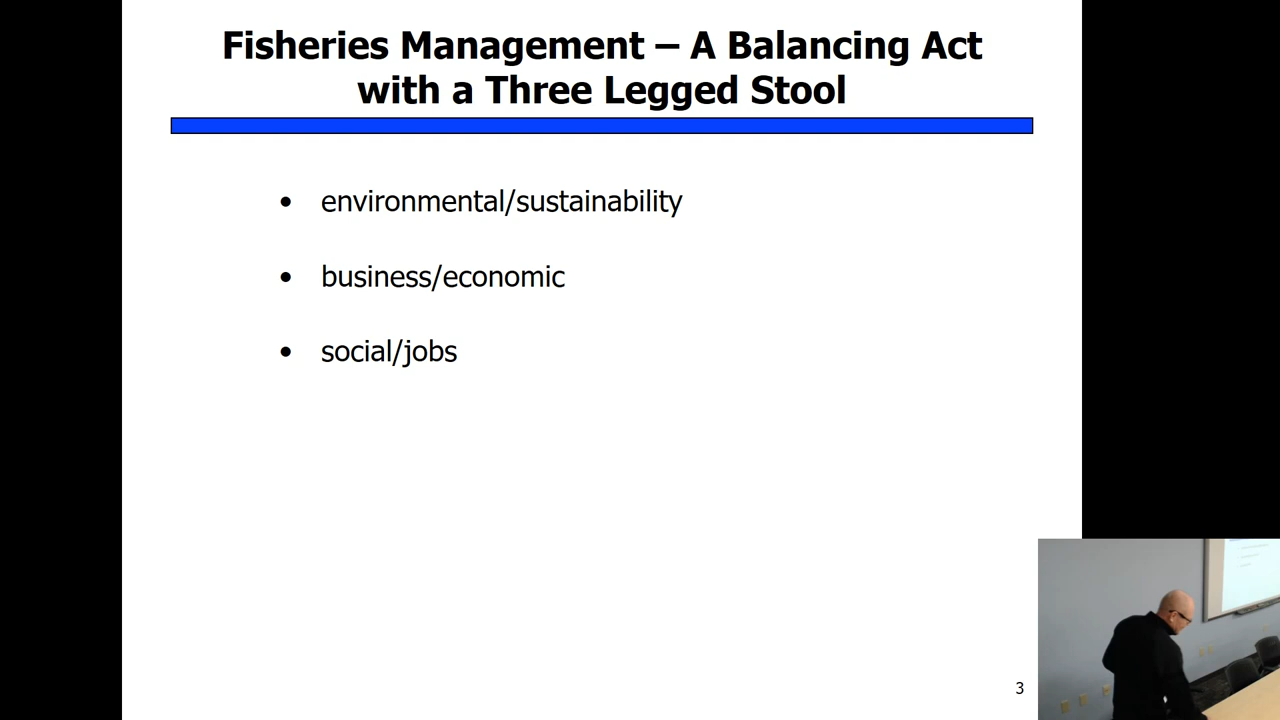 Fisheries Management – A Balancing Act
with a Three Legged Stool
• environmental/sustainability
• business/economic
• social/jobs
3